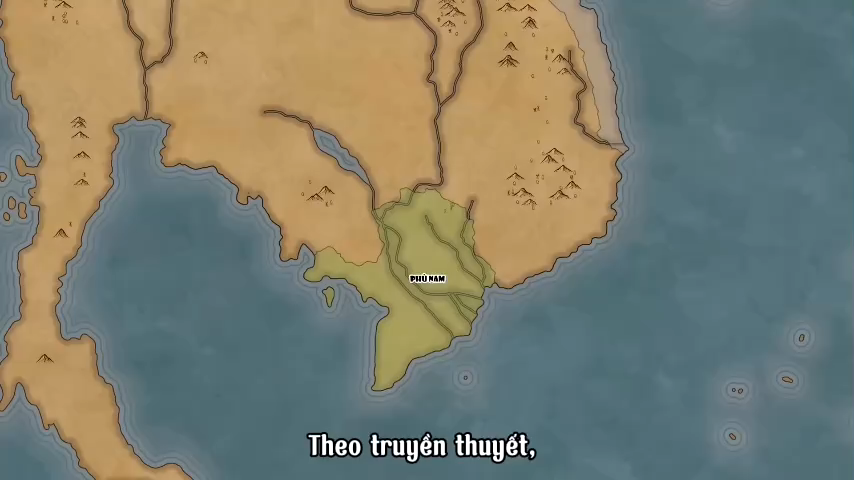 PHÙ NAM
Theo truyền thuyết,